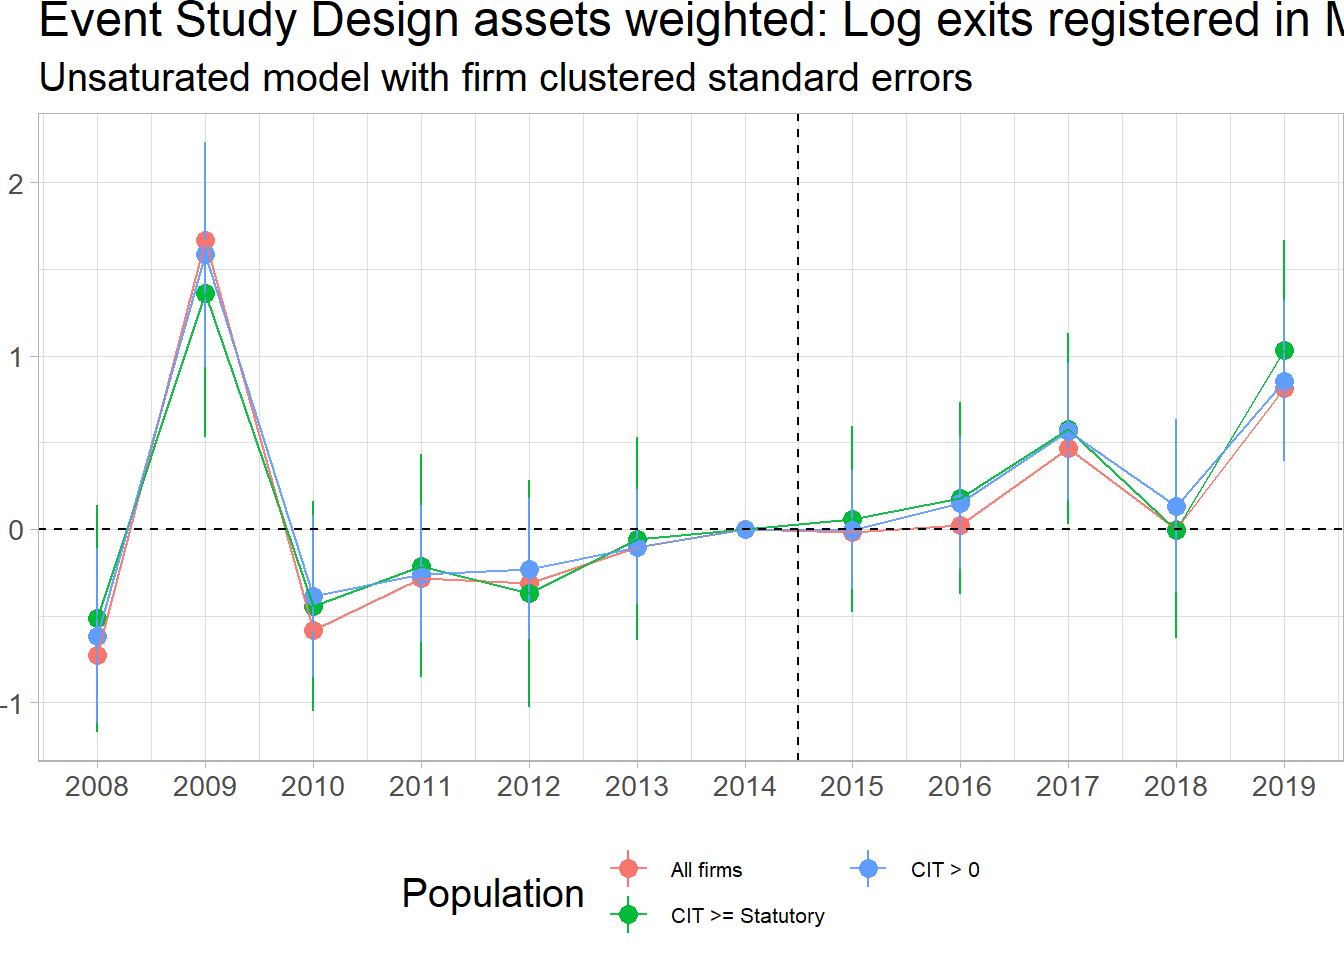 Event Study Design assets weighted: Log exits registered in
Unsaturated model with firm clustered standard errors
2
1
0
-1
2008 2009 2010 2011 2012 2013 2014 2015 2016 2017 2018 2019
Population
All firms
CIT > 0
CIT >= Statutory